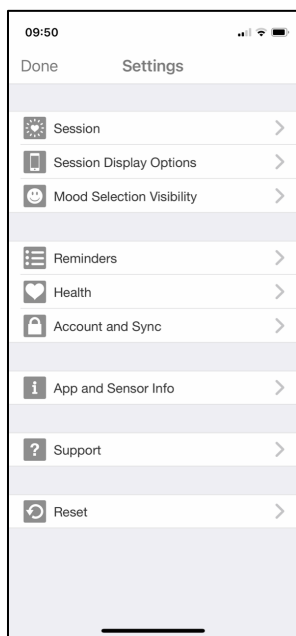 09:50
Done Settings
Session
Session Display Options
Mood Selection Visibility
Reminders
Health
Account and Sync
i App and Sensor Info
? Support
Reset